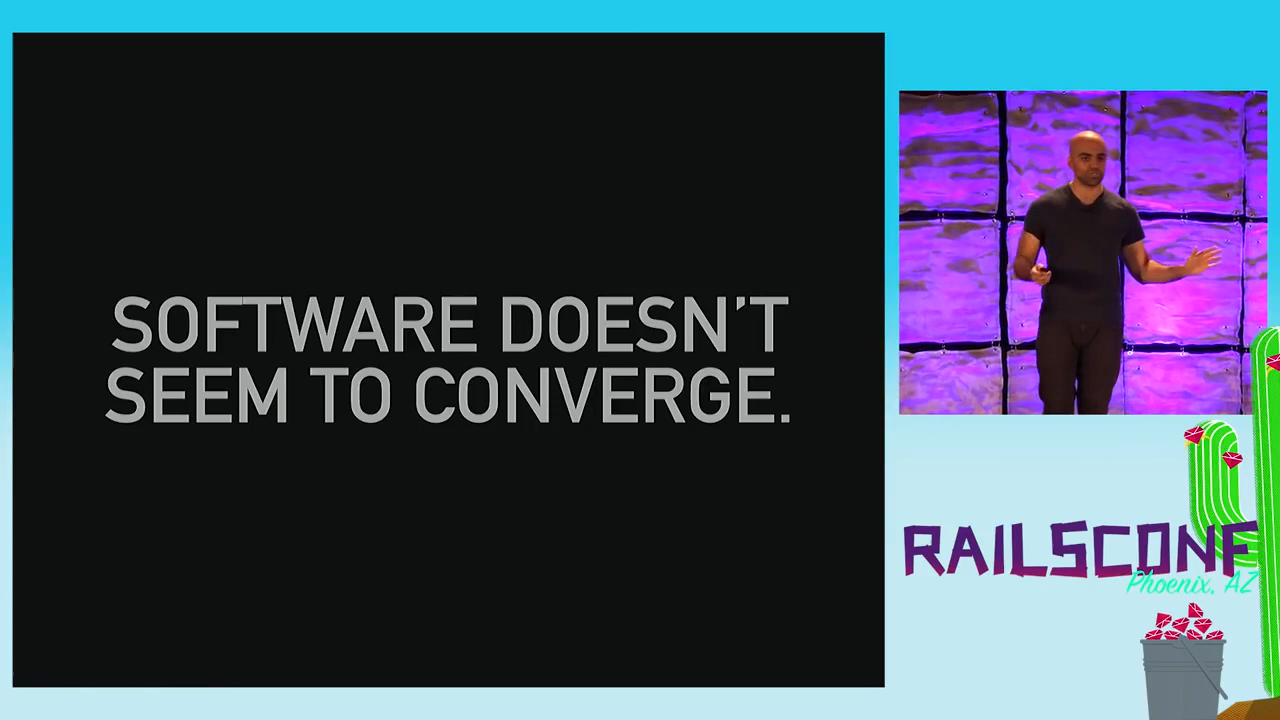 SOFTWARE DOESN'T
SEEM TO CONVERGE.
RAILSCONF
Phoenix, AZ